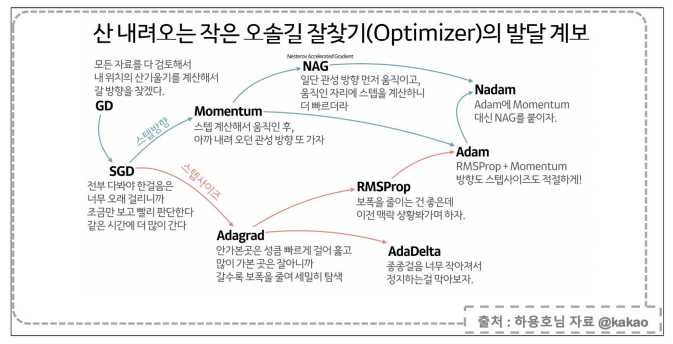 산 내려오는 작은 오솔길 잘찾기(Optimizer)의 발달 계보
모든 자료를 다 검토해서
내 위치의 산기울기를 계산해서
갈 방향을 찾겠다.
GD
Nesterov Accelerated Gradient
NAG
일단 관성 방향 먼저 움직이고,
움직인 자리에 스텝을 계산하니
더 빠르더라
Nadam
Adam에 Momentum
대신 NAG를 붙이자.
Momentum
스텝 계산해서 움직인 후,
아까 내려 오던 관성 방향 또 가자
스텝방향
SGD
전부 다봐야 한걸음은
너무 오래 걸리니까
조금만 보고 빨리 판단한다
같은 시간에 더 많이 간다
스텝사이즈
Adam
RMSProp + Momentum
방향도 스텝사이즈도 적절하게!
RMSProp
보폭을 줄이는 건 좋은데
이전 맥락 상황봐가며 하자.
Adagrad
안가본곳은 성큼 빠르게 걸어 훑고
많이 가본 곳은 잘아니까
갈수록 보폭을 줄여 세밀히 탐색
AdaDelta
종종걸음 너무 작아져서
정지하는걸 막아보자.
출처 : 하용호님 자료 @kakao